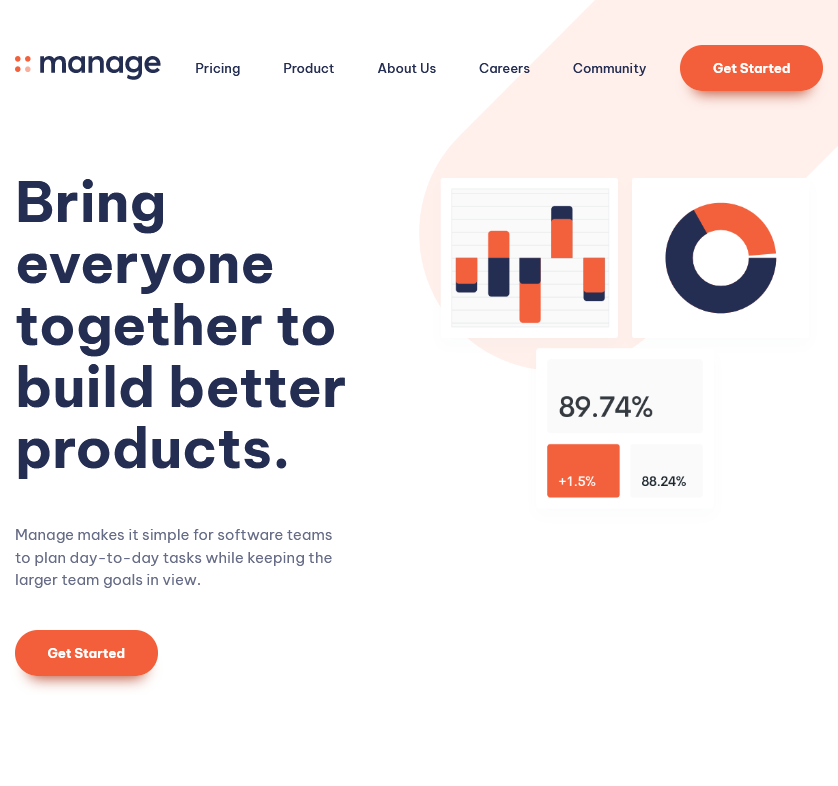 manage
Pricing
Product
About Us
Careers
Community
Get Started
Bring
everyone
together to
build better
products.
89.74%
+1.5%
88.24%
Manage makes it simple for software teams
to plan day-to-day tasks while keeping the
larger team goals in view.
Get Started